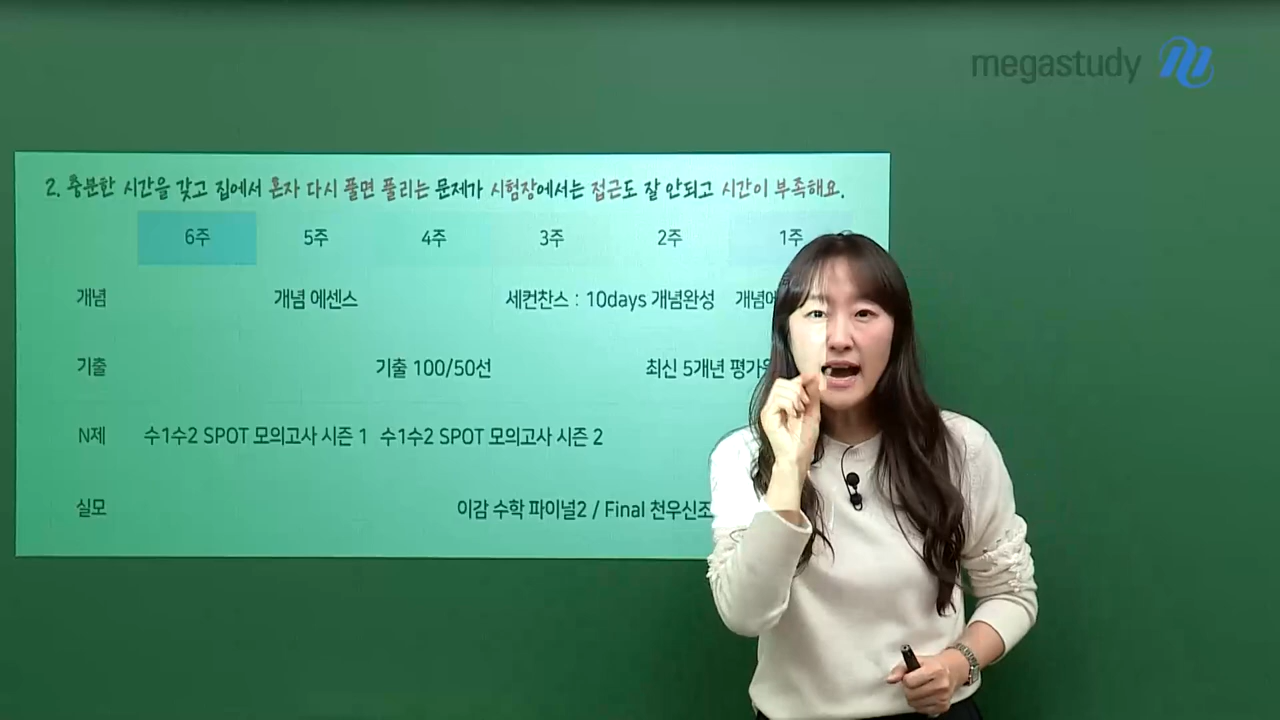 megastudy
2. 충분한 시간을 갖고 집에서 혼자 다시 풀면 풀리는 문제가 시험장에서는 접근도 잘 안되고 시간이 부족해요.
6주 5주 4주 3주 2주 1주
개념 개념 에센스 세컨찬스 : 10days 개념완성
기출 기출 100/50선 최신 5개년
N제 수1수2 SPOT 모의고사 시즌 1 수1수2 SPOT 모의고사 시즌 2
실모 이감 수학 파이널2 / Final 천우신조